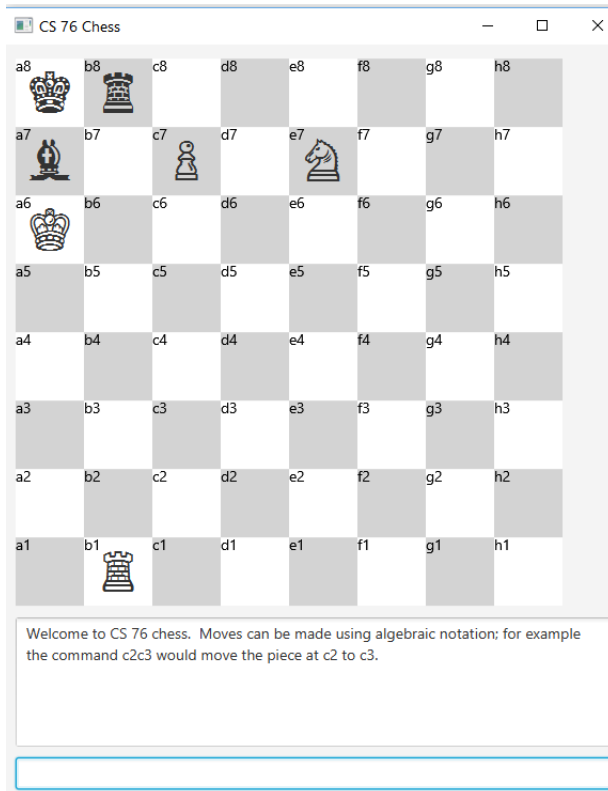 CS 76 Chess
a8 b8 c8 d8 e8 f8 g8 h8
a7 b7 c7 d7 e7 f7 g7 h7
a6 b6 c6 d6 e6 f6 g6 h6
a5 b5 c5 d5 e5 f5 g5 h5
a4 b4 c4 d4 e4 f4 g4 h4
a3 b3 c3 d3 e3 f3 g3 h3
a2 b2 c2 d2 e2 f2 g2 h2
a1 b1 c1 d1 e1 f1 g1 h1
Welcome to CS 76 chess.  Moves can be made using algebraic notation; for example
the command c2c3 would move the piece at c2 to c3.